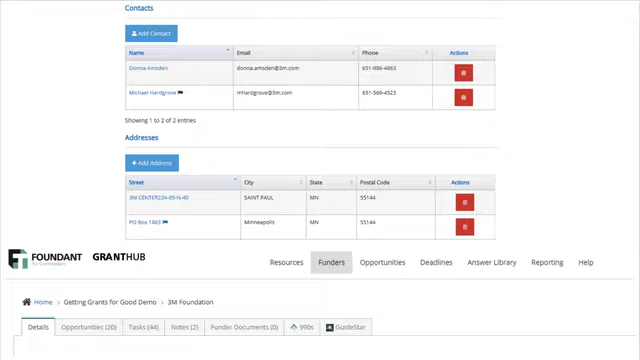 Contacts
Add Contact
Name Email Phone Actions
Donna Amsden donna.amsden@3m.com 651-986-4863
Michael Hardgrove mhardgrove@3m.com 651-569-4523
Showing 1 to 2 of 2 entries
Addresses
+ Add Address
Street City State Postal Code Actions
3M CENTER224-05-N-40 SAINT PAUL MN 55144
PO Box 1883 Minneapolis MN 55144
FOUNDANT GRANTHUB
Resources Funders Opportunities Deadlines Answer Library Reporting Help
Home > Getting Grants for Good Demo > 3M Foundation
Details Opportunities (20) Tasks (44) Notes (2) Funder Documents (0) 990s GuideStar